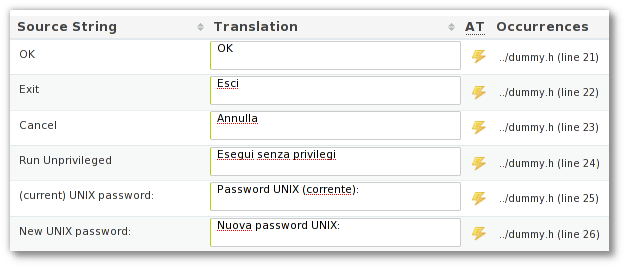 Source String Translation AT Occurrences
OK OK ../dummy.h (line 21)
Exit Esci ../dummy.h (line 22)
Cancel Annulla ../dummy.h (line 23)
Run Unprivileged Esegui senza privilegi ../dummy.h (line 24)
(current) UNIX password: Password UNIX (corrente): ../dummy.h (line 25)
New UNIX password: Nuova password UNIX: ../dummy.h (line 26)